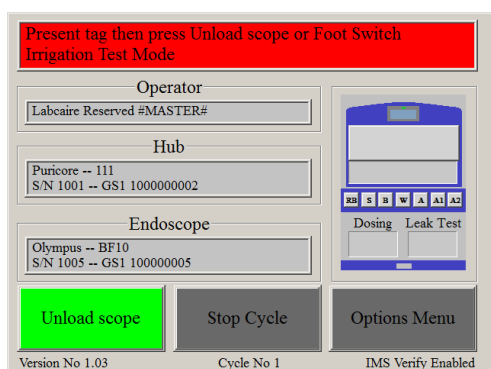 Present tag then press Unload scope or Foot Switch
Irrigation Test Mode
Operator
Labcaire Reserved #MASTER#
Hub
Puricore -- 111
S/N 1001 -- GS1 1000000002
Endoscope
Olympus -- BF10
S/N 1005 -- GS1 100000005
RB S B W A A1 A2
Dosing Leak Test
Unload scope
Stop Cycle
Options Menu
Version No 1.03
Cycle No 1
IMS Verify Enabled